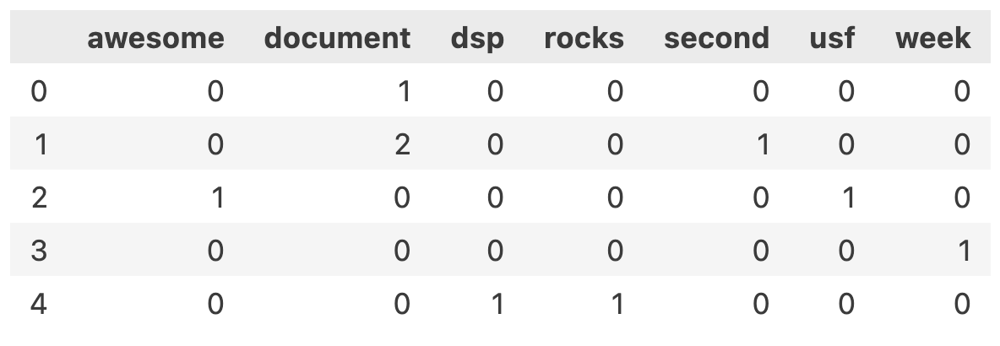 awesome document dsp rocks second usf week
0 0 1 0 0 0 0 0
1 0 2 0 0 1 0 0
2 1 0 0 0 0 1 0
3 0 0 0 0 0 0 1
4 0 0 1 1 0 0 0